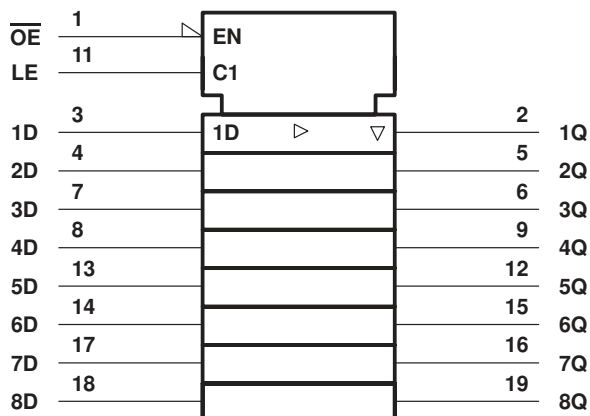 OE 1 EN
LE 11 C1
1D 3 1D 2 1Q
2D 4 5 2Q
3D 7 6 3Q
4D 8 9 4Q
5D 13 12 5Q
6D 14 15 6Q
7D 17 16 7Q
8D 18 19 8Q